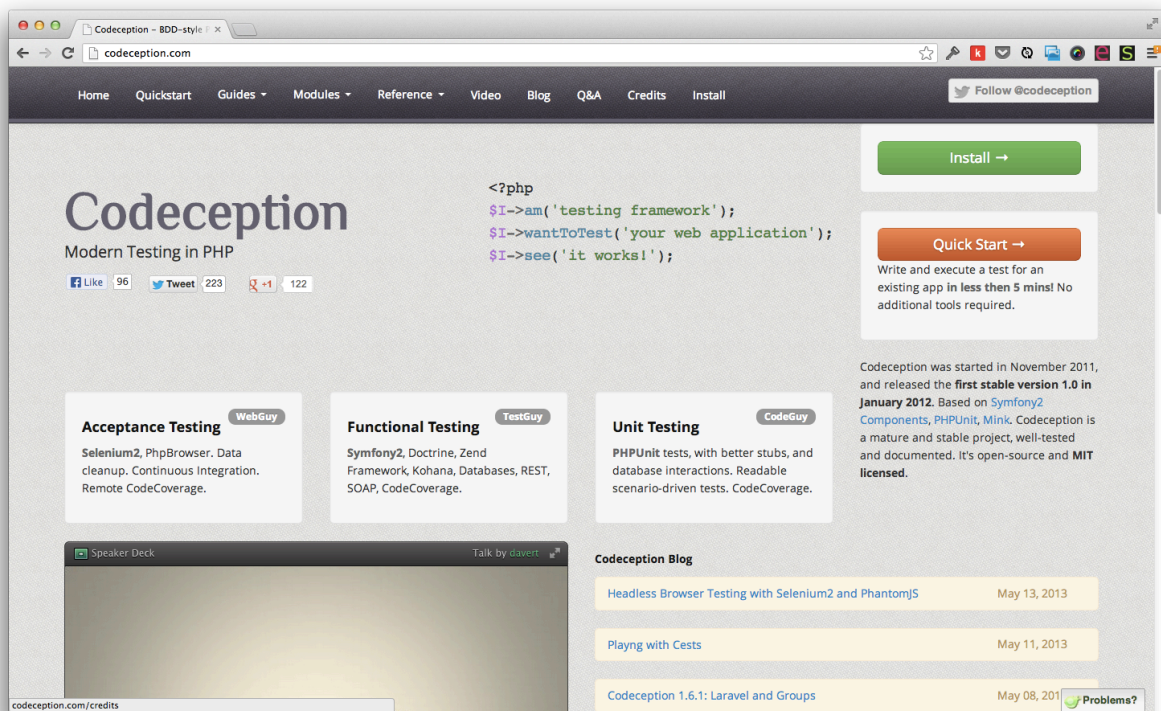 Codeception – BDD-style P
codeception.com
Home Quickstart Guides Modules Reference Video Blog Q&A Credits Install
Follow @codeception
Install →
Codeception
Modern Testing in PHP
Like 96 Tweet 223 +1 122
<?php
$I->am('testing framework');
$I->wantToTest('your web application');
$I->see('it works!');
Quick Start →
Write and execute a test for an
existing app in less then 5 mins! No
additional tools required.
Codeception was started in November 2011,
and released the first stable version 1.0 in
January 2012. Based on Symfony2
Components, PHPUnit, Mink. Codeception is
a mature and stable project, well-tested
and documented. It's open-source and MIT
licensed.
Acceptance Testing WebGuy
Selenium2, PhpBrowser. Data
cleanup. Continuous Integration.
Remote CodeCoverage.
Functional Testing TestGuy
Symfony2, Doctrine, Zend
Framework, Kohana, Databases, REST,
SOAP, CodeCoverage.
Unit Testing CodeGuy
PHPUnit tests, with better stubs, and
database interactions. Readable
scenario-driven tests. CodeCoverage.
Speaker Deck Talk by davert
Codeception Blog
Headless Browser Testing with Selenium2 and PhantomJS May 13, 2013
Playng with Cests May 11, 2013
Codeception 1.6.1: Laravel and Groups May 08, 201
Problems?
codeception.com/credits